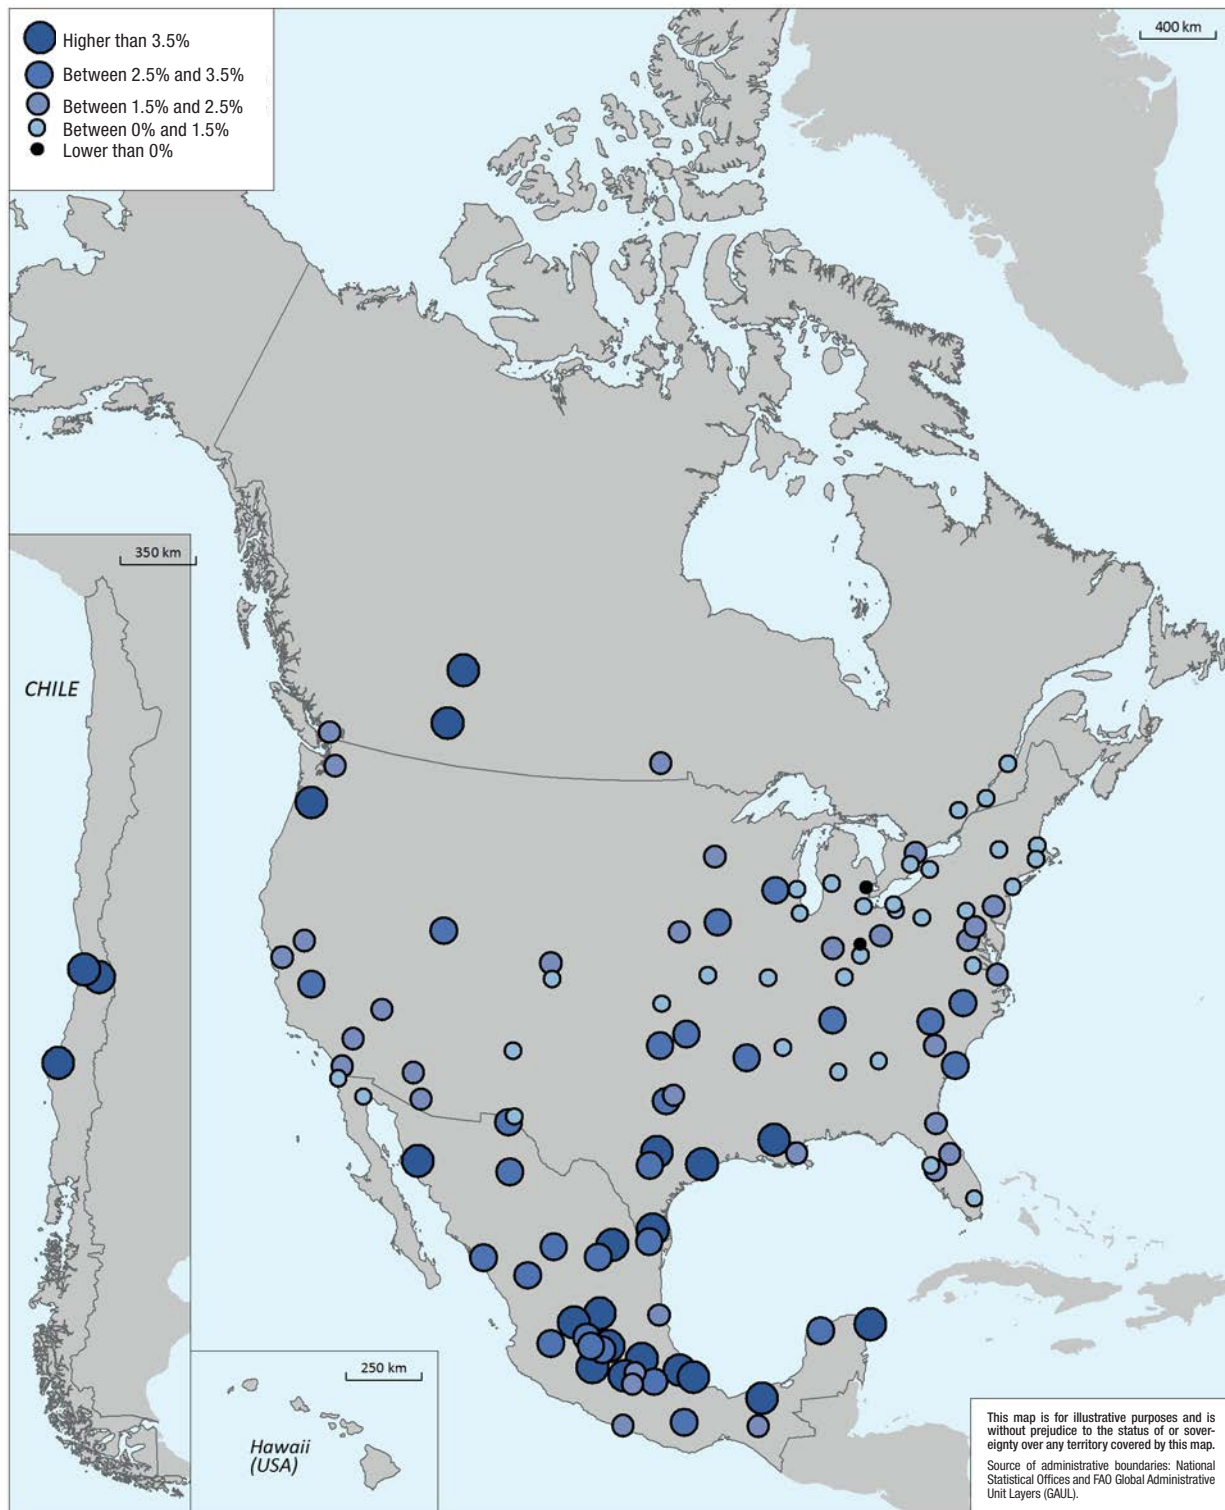 Higher than 3.5%
Between 2.5% and 3.5%
Between 1.5% and 2.5%
Between 0% and 1.5%
Lower than 0%
400 km
350 km
CHILE
250 km
Hawaii
(USA)
This map is for illustrative purposes and is
without prejudice to the status of or sover-
eignty over any territory covered by this map.
Source of administrative boundaries: National
Statistical Offices and FAO Global Administrative
Unit Layers (GAUL).